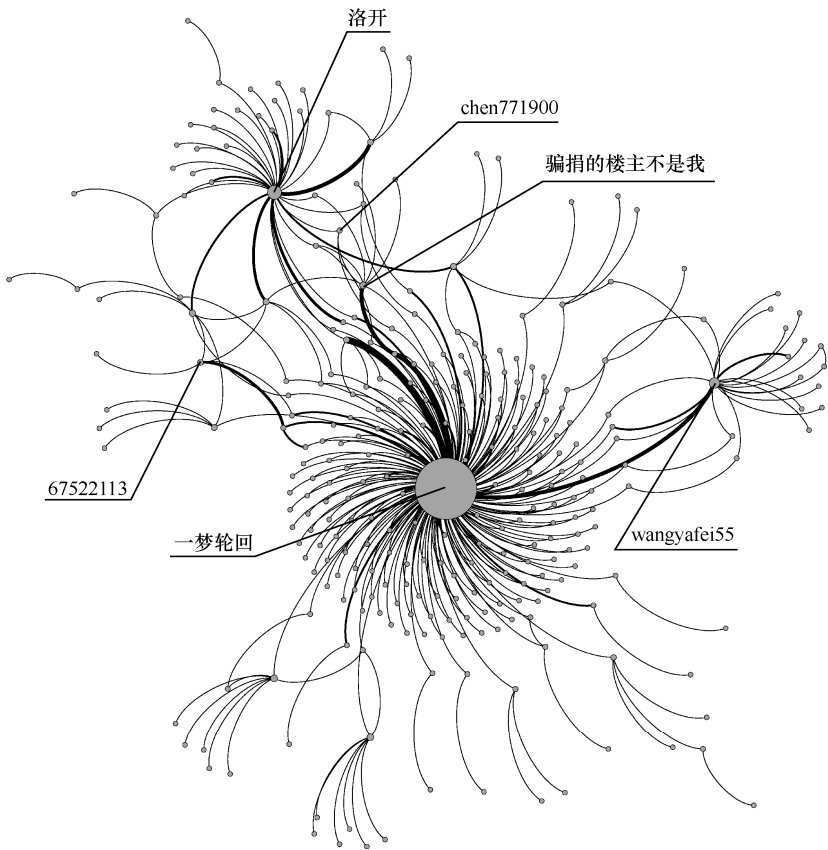 洛开
chen771900
骗捐的楼主不是我
67522113
一梦轮回
wangyafei55